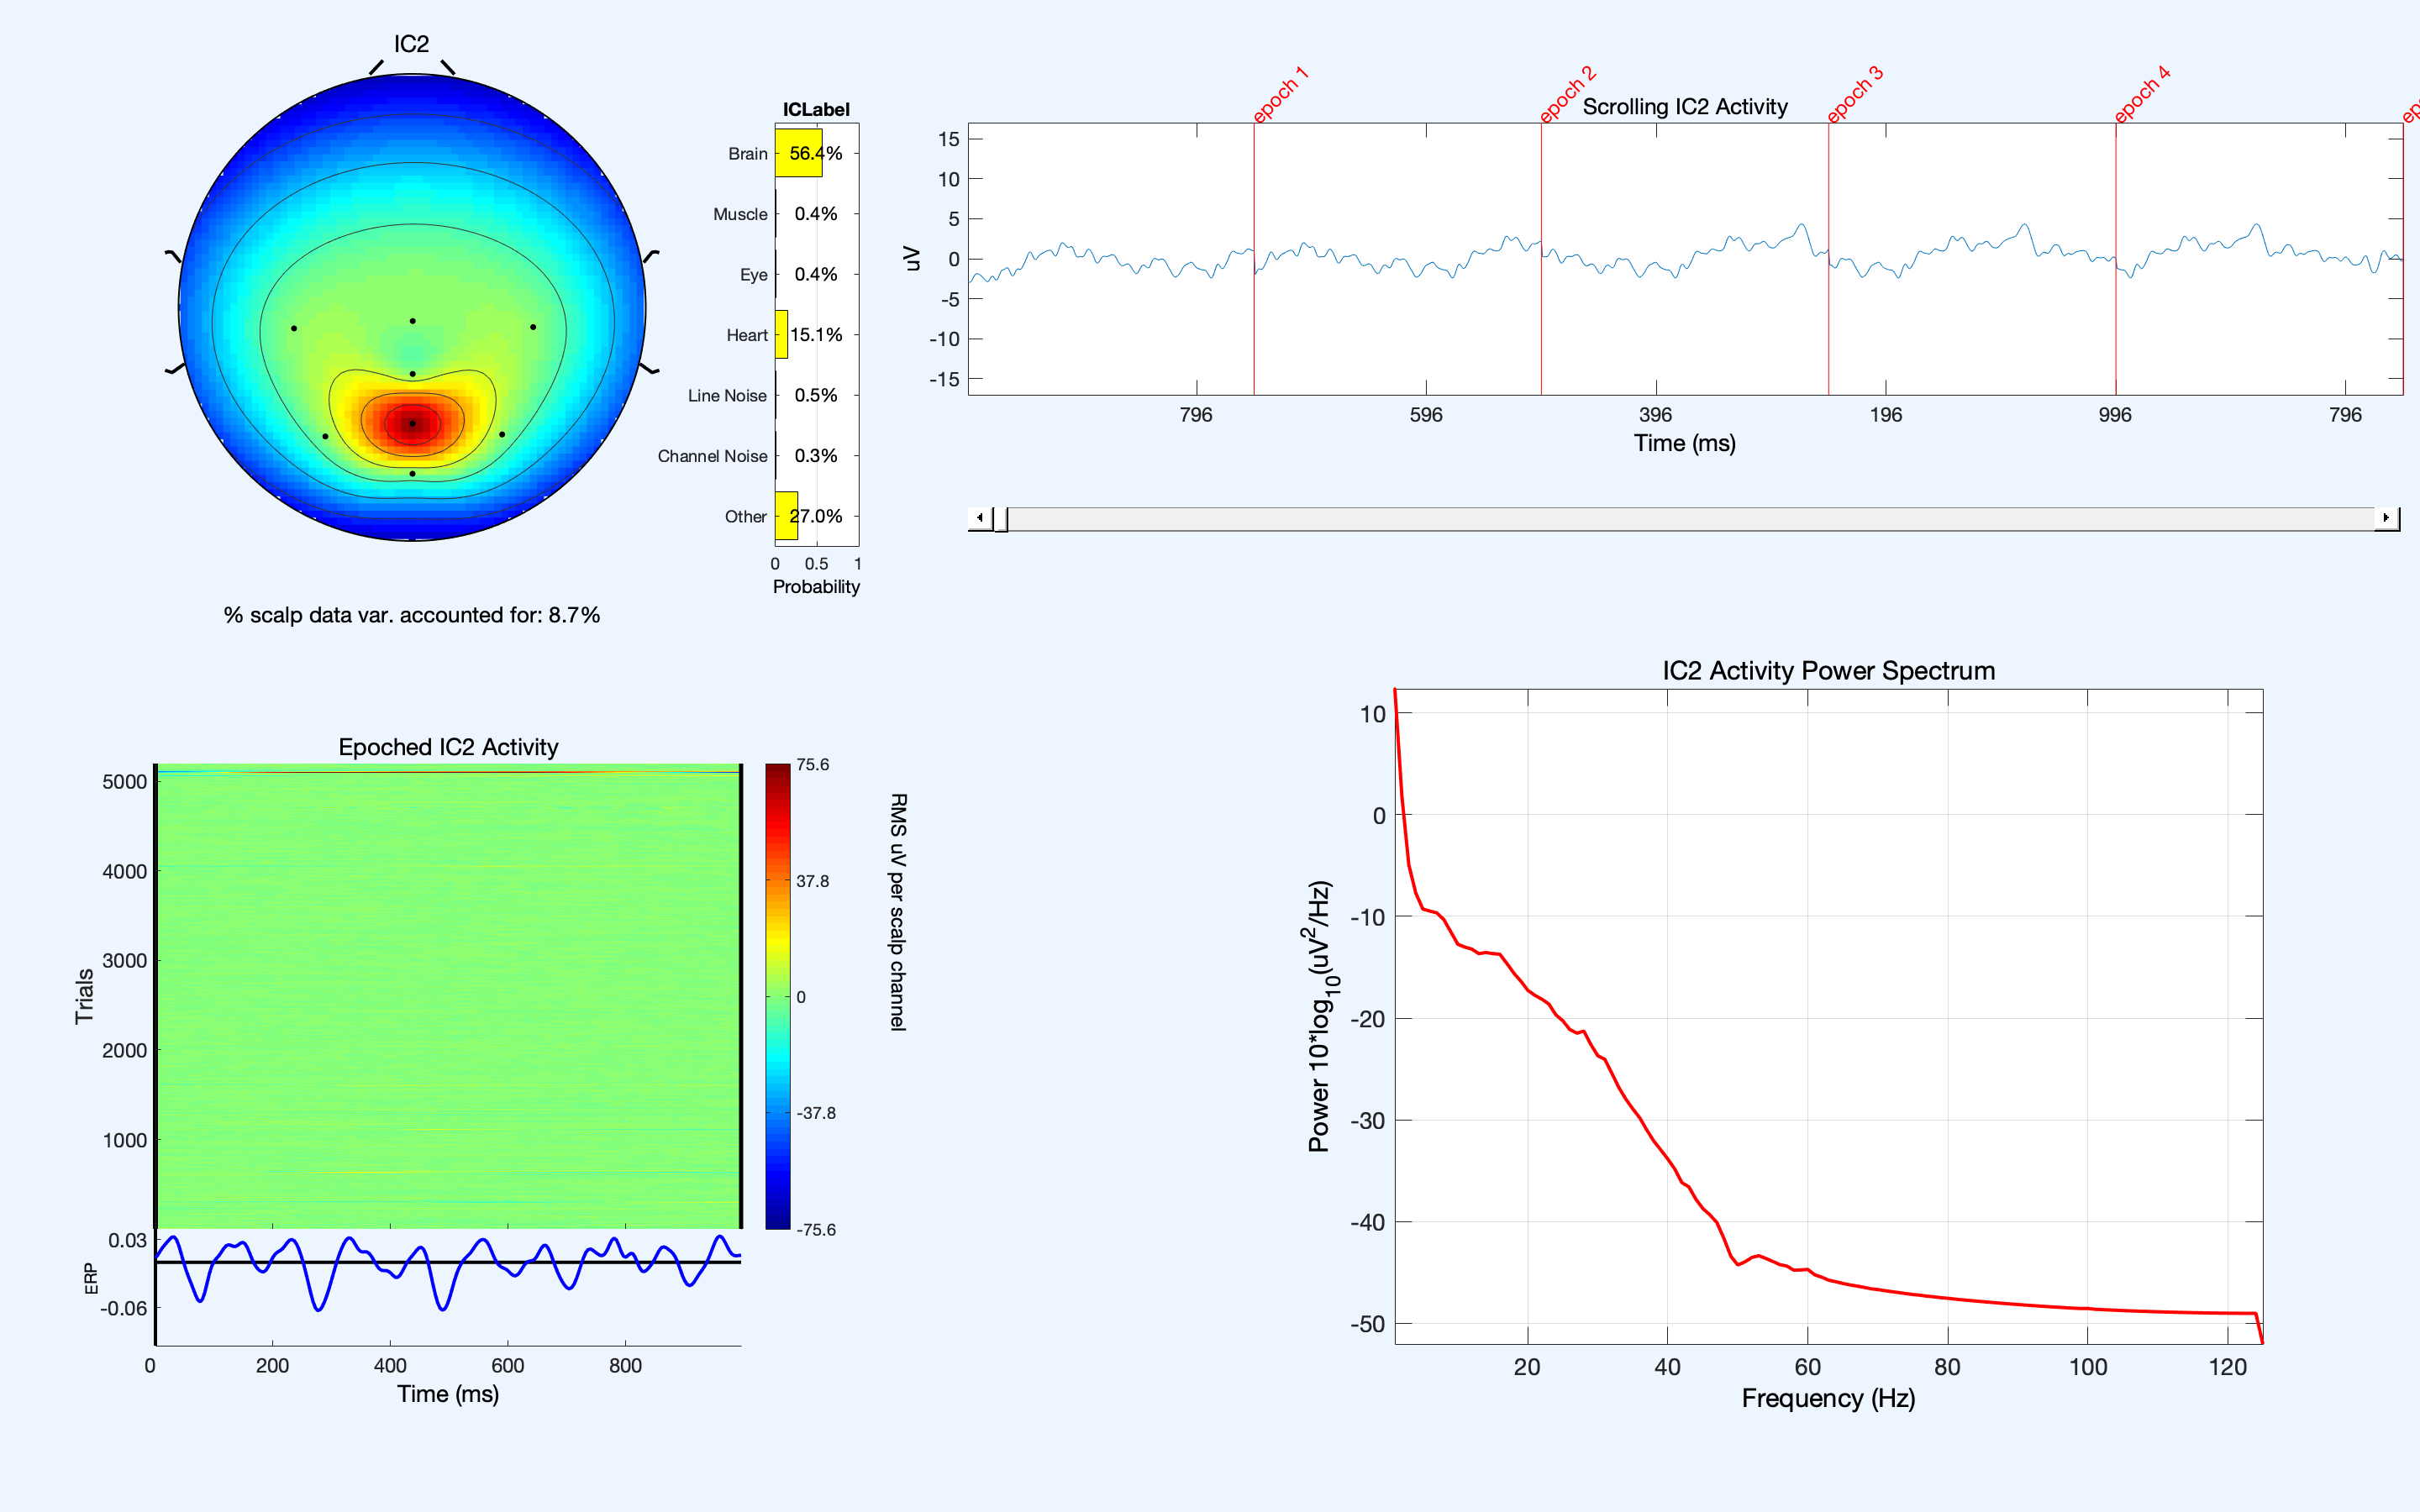 IC2
ICLabel
Brain 56.4%
Muscle 0.4%
Eye 0.4%
Heart 15.1%
Line Noise 0.5%
Channel Noise 0.3%
Other 27.0%
0 0.5 1
Probability
% scalp data var. accounted for: 8.7%
epoch 1
epoch 2
epoch 3
epoch 4
Scrolling IC2 Activity
uV
15
10
5
0
-5
-10
-15
796 596 396 196 996 796
Time (ms)
Epoched IC2 Activity
Trials
5000
4000
3000
2000
1000
75.6
37.8
0
-37.8
-75.6
RMS uV per scalp channel
ERP
0.03
-0.06
0 200 400 600 800
Time (ms)
IC2 Activity Power Spectrum
Power 10*log10(uV2/Hz)
10
0
-10
-20
-30
-40
-50
20 40 60 80 100 120
Frequency (Hz)